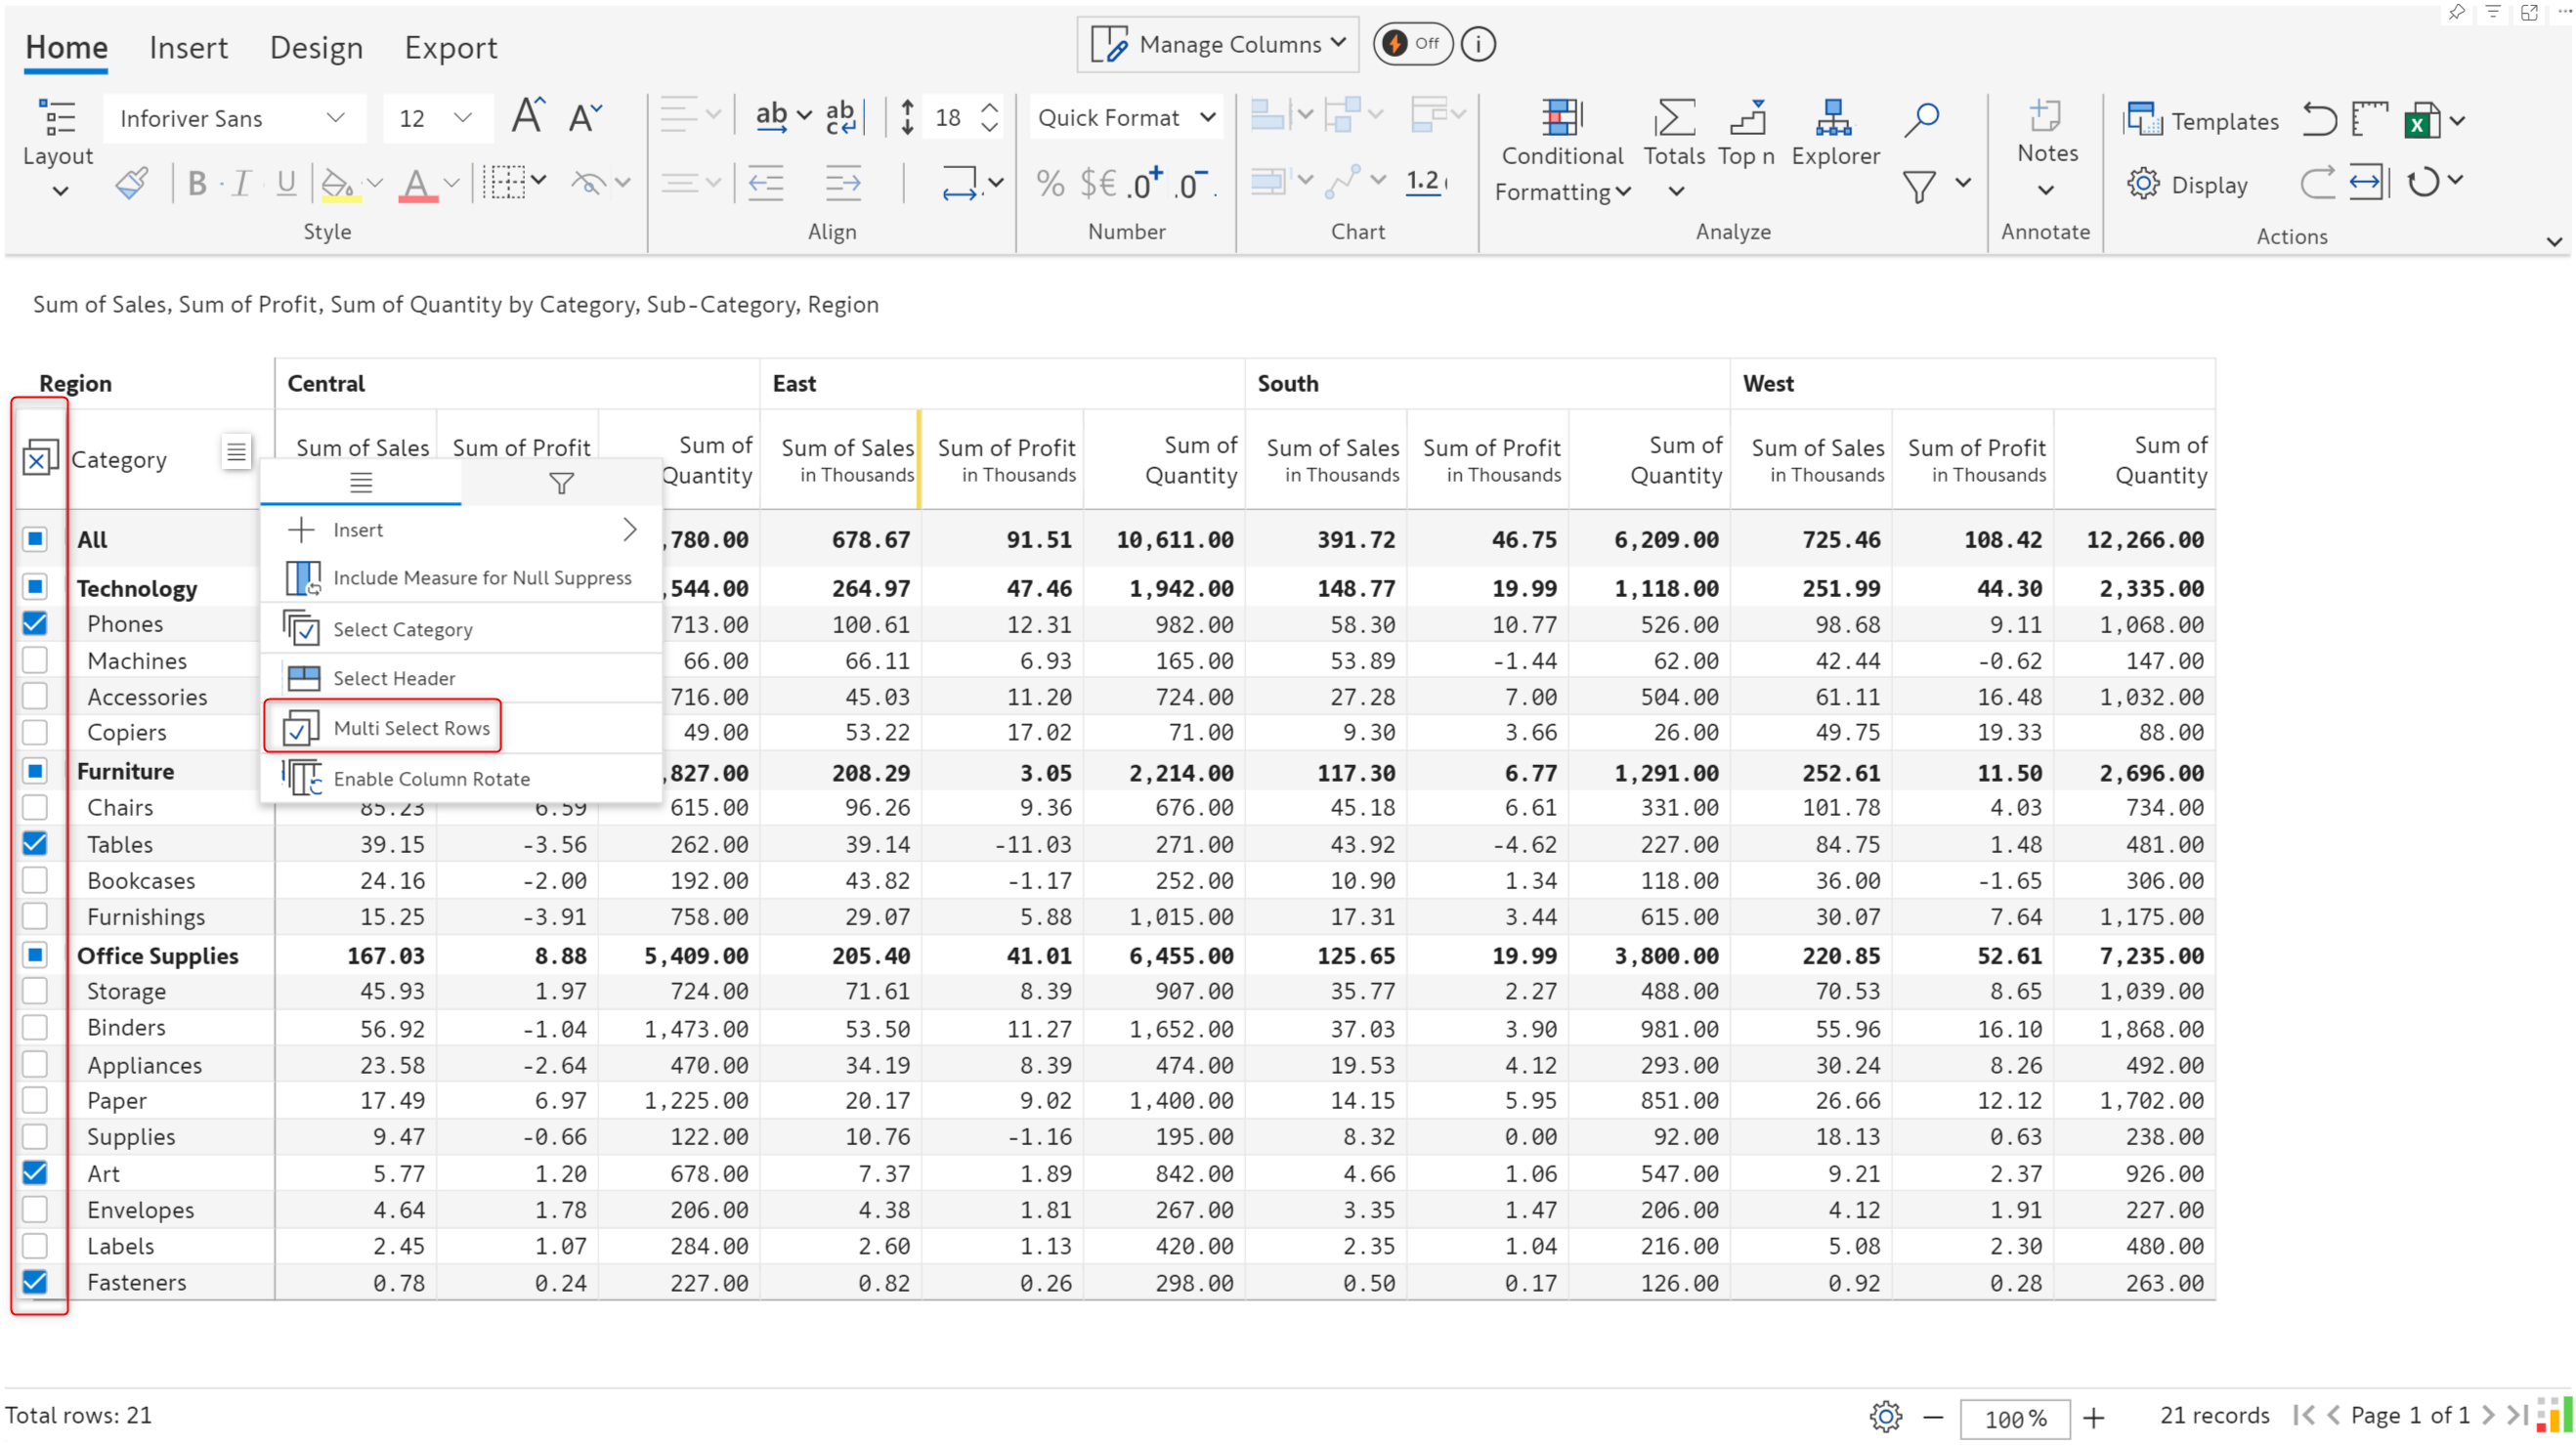 Home Insert Design Export Manage Columns Off i
Inforiver Sans 12 A A ab ab 18 Quick Format Templates
Layout c Conditional Totals Top n Explorer Notes
B I U A % $€ .0+ .0- 1.2 Formatting Display
Style Align Number Chart Analyze Annotate Actions
Sum of Sales, Sum of Profit, Sum of Quantity by Category, Sub-Category, Region
Region Central East South West
Category Sum of Sales Sum of Profit Sum of Quantity Sum of Sales in Thousands Sum of Profit in Thousands Sum of Quantity Sum of Sales in Thousands Sum of Profit in Thousands Sum of Quantity Sum of Sales in Thousands Sum of Profit in Thousands Sum of Quantity
Insert
Include Measure for Null Suppress
Select Category
Select Header
Multi Select Rows
Enable Column Rotate
All ,780.00 678.67 91.51 10,611.00 391.72 46.75 6,209.00 725.46 108.42 12,266.00
Technology ,544.00 264.97 47.46 1,942.00 148.77 19.99 1,118.00 251.99 44.30 2,335.00
Phones 713.00 100.61 12.31 982.00 58.30 10.77 526.00 98.68 9.11 1,068.00
Machines 66.00 66.11 6.93 165.00 53.89 -1.44 62.00 42.44 -0.62 147.00
Accessories 716.00 45.03 11.20 724.00 27.28 7.00 504.00 61.11 16.48 1,032.00
Copiers 49.00 53.22 17.02 71.00 9.30 3.66 26.00 49.75 19.33 88.00
Furniture ,827.00 208.29 3.05 2,214.00 117.30 6.77 1,291.00 252.61 11.50 2,696.00
Chairs 85.23 6.59 615.00 96.26 9.36 676.00 45.18 6.61 331.00 101.78 4.03 734.00
Tables 39.15 -3.56 262.00 39.14 -11.03 271.00 43.92 -4.62 227.00 84.75 1.48 481.00
Bookcases 24.16 -2.00 192.00 43.82 -1.17 252.00 10.90 1.34 118.00 36.00 -1.65 306.00
Furnishings 15.25 -3.91 758.00 29.07 5.88 1,015.00 17.31 3.44 615.00 30.07 7.64 1,175.00
Office Supplies 167.03 8.88 5,409.00 205.40 41.01 6,455.00 125.65 19.99 3,800.00 220.85 52.61 7,235.00
Storage 45.93 1.97 724.00 71.61 8.39 907.00 35.77 2.27 488.00 70.53 8.65 1,039.00
Binders 56.92 -1.04 1,473.00 53.50 11.27 1,652.00 37.03 3.90 981.00 55.96 16.10 1,868.00
Appliances 23.58 -2.64 470.00 34.19 8.39 474.00 19.53 4.12 293.00 30.24 8.26 492.00
Paper 17.49 6.97 1,225.00 20.17 9.02 1,400.00 14.15 5.95 851.00 26.66 12.12 1,702.00
Supplies 9.47 -0.66 122.00 10.76 -1.16 195.00 8.32 0.00 92.00 18.13 0.63 238.00
Art 5.77 1.20 678.00 7.37 1.89 842.00 4.66 1.06 547.00 9.21 2.37 926.00
Envelopes 4.64 1.78 206.00 4.38 1.81 267.00 3.35 1.47 206.00 4.12 1.91 227.00
Labels 2.45 1.07 284.00 2.60 1.13 420.00 2.35 1.04 216.00 5.08 2.30 480.00
Fasteners 0.78 0.24 227.00 0.82 0.26 298.00 0.50 0.17 126.00 0.92 0.28 263.00
Total rows: 21 100% 21 records Page 1 of 1